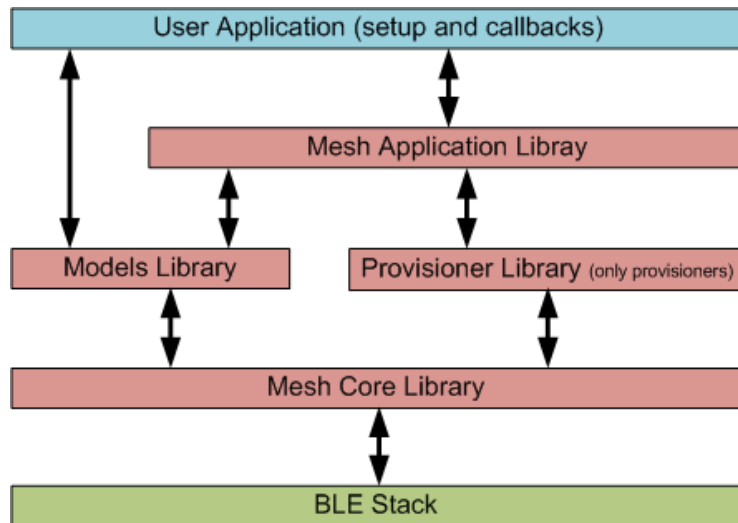 User Application (setup and callbacks)
Mesh Application Libray
Models Library
Provisioner Library (only provisioners)
Mesh Core Library
BLE Stack